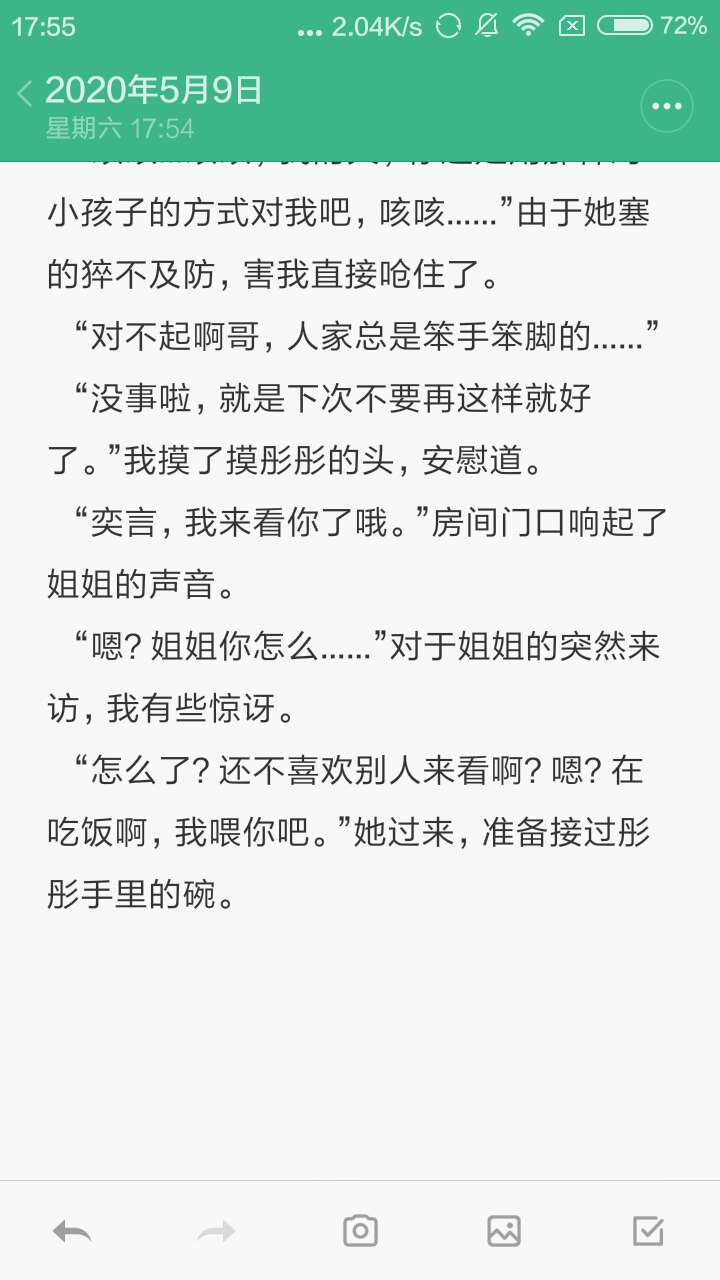 17:55
... 2.04K/s
72%
2020年5月9日
星期六 17:54
小孩子的方式对我吧，咳咳……”由于她塞
的猝不及防，害我直接呛住了。
“对不起啊哥，人家总是笨手笨脚的……”
“没事啦，就是下次不要再这样就好
了。”我摸了摸彤彤的头，安慰道。
“奕言，我来看你了哦。”房间门口响起了
姐姐的声音。
“嗯？姐姐你怎么……”对于姐姐的突然来
访，我有些惊讶。
“怎么了？还不喜欢别人来看啊？嗯？在
吃饭啊，我喂你吧。”她过来，准备接过彤
彤手里的碗。